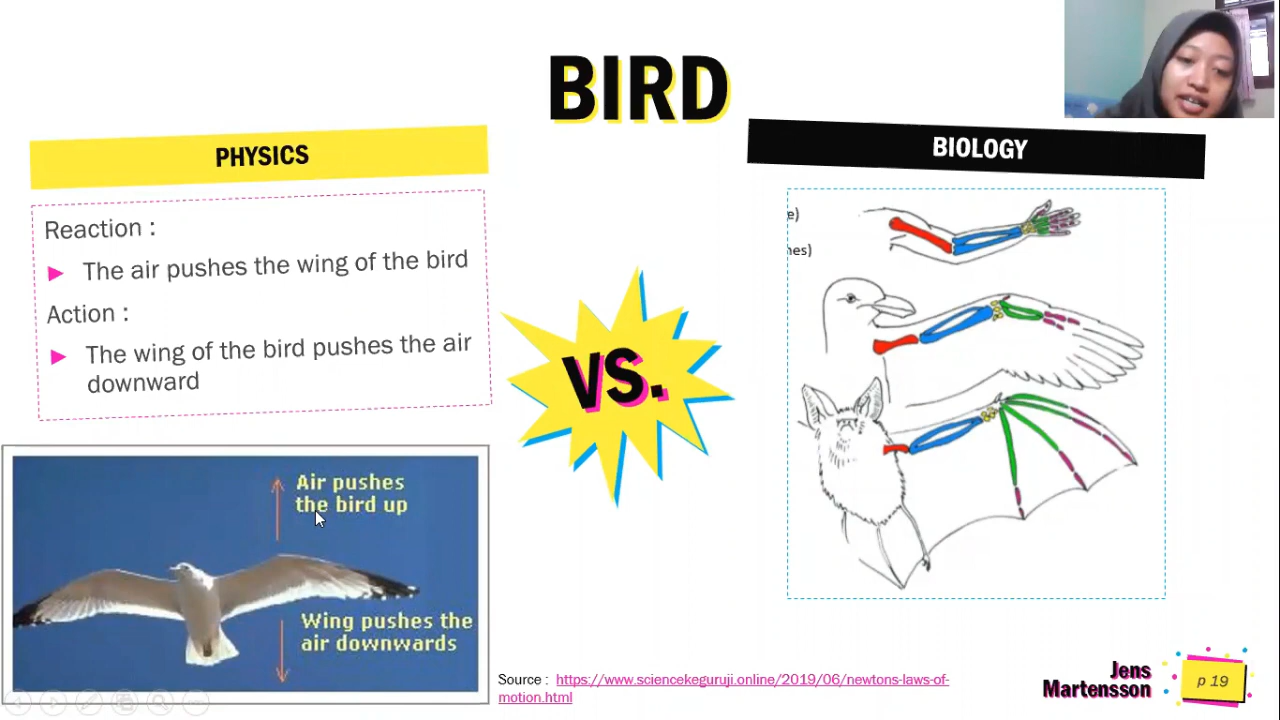 BIRD
PHYSICS
Reaction :
The air pushes the wing of the bird
Action :
The wing of the bird pushes the air
downward
Air pushes
the bird up
Wing pushes the
air downwards
VS.
BIOLOGY
e)
nes)
Source : https://www.sciencekeguruji.online/2019/06/newtons-laws-of-
motion.html
Jens
Martensson
p 19